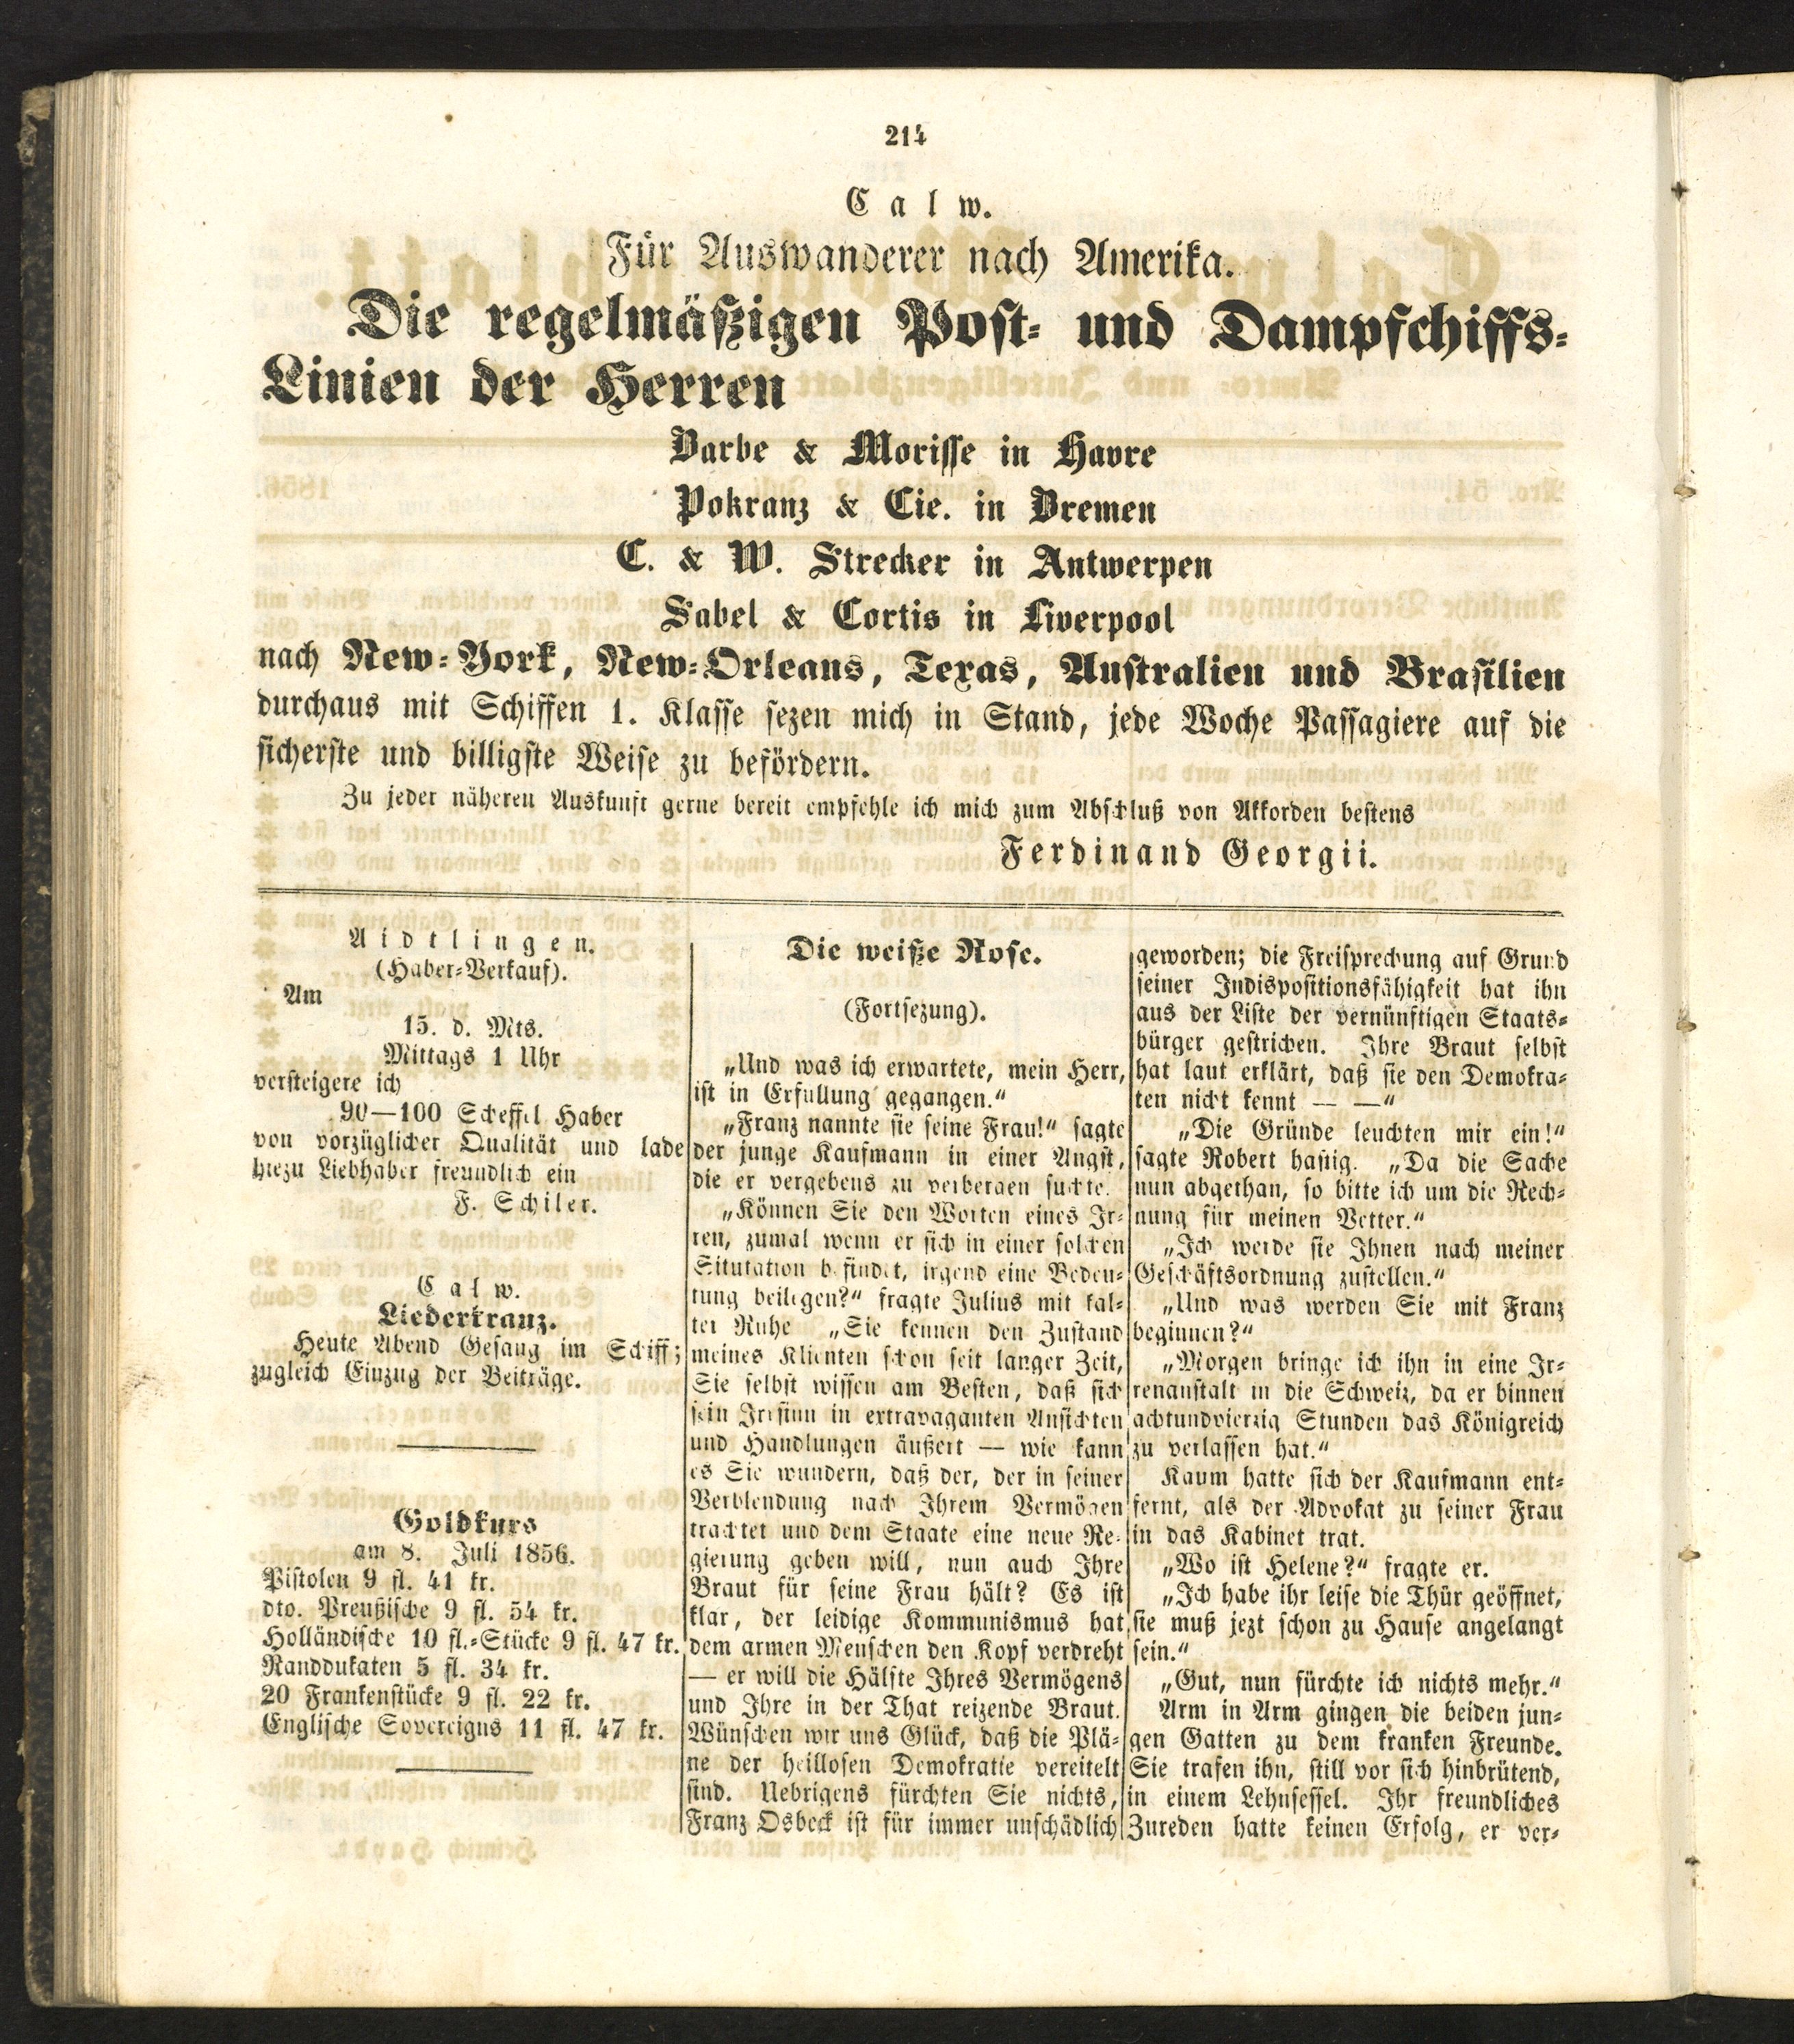 214
Calw.
Für Auswanderer nach Amerika.
Die regelmäßigen Post- und Dampfschiffs-
Linien der Herren
Barbe & Morisse in Havre
Pokranz & Cie. in Bremen
C. & W. Strecker in Antwerpen
Sabel & Cortis in Liverpool
nach New-York, New-Orleans, Texas, Australien und Brasilien
durchaus mit Schiffen 1. Klasse sezen mich in Stand, jede Woche Passagiere auf die
sicherste und billigste Weise zu befördern.
Zu jeder näheren Auskunft gerne bereit empfehle ich mich zum Abschluß von Akkorden bestens
Ferdinand Georgii.
Aidtlingen.
(Haber-Verkauf).
Am
15. d. Mts.
Mittags 1 Uhr
versteigere ich
90—100 Scheffel Haber
von vorzüglicher Qualität und lade
hiezu Liebhaber freundlich ein
F. Schiler.
Calw.
Liederkranz.
Heute Abend Gesang im Schiff;
zugleich Einzug der Beiträge.
Goldkurs
am 8. Juli 1856.
Pistolen 9 fl. 41 kr.
dto. Preußische 9 fl. 54 kr.
Holländische 10 fl.-Stücke 9 fl. 47 kr.
Randdukaten 5 fl. 34 kr.
20 Frankenstücke 9 fl. 22 kr.
Englische Sovereigns 11 fl. 47 kr.
Die weiße Rose.
(Fortsezung).
„Und was ich erwartete, mein Herr,
ist in Erfüllung gegangen.“
„Franz nannte sie seine Frau!“ sagte
der junge Kaufmann in einer Angst,
die er vergebens zu verbergen suchte.
„Können Sie den Worten eines Ir-
ren, zumal wenn er sich in einer solchen
Situtation befindet, irgend eine Bedeu-
tung beilegen?“ fragte Julius mit kal-
ter Ruhe „Sie kennen den Zustand
meines Klienten schon seit langer Zeit,
Sie selbst wissen am Besten, daß sich
sein Irrsinn in extravaganten Ansichten
und Handlungen äußert — wie kann
es Sie wundern, daß der, der in seiner
Verblendung nach Ihrem Vermögen
trachtet und dem Staate eine neue Re-
gierung geben will, nun auch Ihre
Braut für seine Frau hält? Es ist
klar, der leidige Kommunismus hat
dem armen Menschen den Kopf verdreht
— er will die Hälfte Ihres Vermögens
und Ihre in der That reizende Braut.
Wünschen wir uns Glück, daß die Plä-
ne der heillosen Demokratie vereitelt
sind. Uebrigens fürchten Sie nichts,
Franz Osbeck ist für immer unschädlich
geworden; die Freisprechung auf Grund
seiner Indispositionsfähigkeit hat ihn
aus der Liste der vernünftigen Staats-
bürger gestrichen. Ihre Braut selbst
hat laut erklärt, daß sie den Demokra-
ten nicht kennt — —“
„Die Gründe leuchten mir ein!“
sagte Robert hastig. „Da die Sache
nun abgethan, so bitte ich um die Rech-
nung für meinen Vetter.“
„Ich werde sie Ihnen nach meiner
Geschäftsordnung zustellen.“
„Und was werden Sie mit Franz
beginnen?“
„Morgen bringe ich ihn in eine Ir-
renanstalt in die Schweiz, da er binnen
achtundvierzig Stunden das Königreich
zu verlassen hat.“
Kaum hatte sich der Kaufmann ent-
fernt, als der Advokat zu seiner Frau
in das Kabinet trat.
„Wo ist Helene?“ fragte er.
„Ich habe ihr leise die Thür geöffnet,
sie muß jezt schon zu Hause angelangt
sein.“
„Gut, nun fürchte ich nichts mehr.“
Arm in Arm gingen die beiden jun-
gen Gatten zu dem kranken Freunde.
Sie trafen ihn, still vor sich hinbrütend,
in einem Lehnsessel. Ihr freundliches
Zureden hatte keinen Erfolg, er ver-